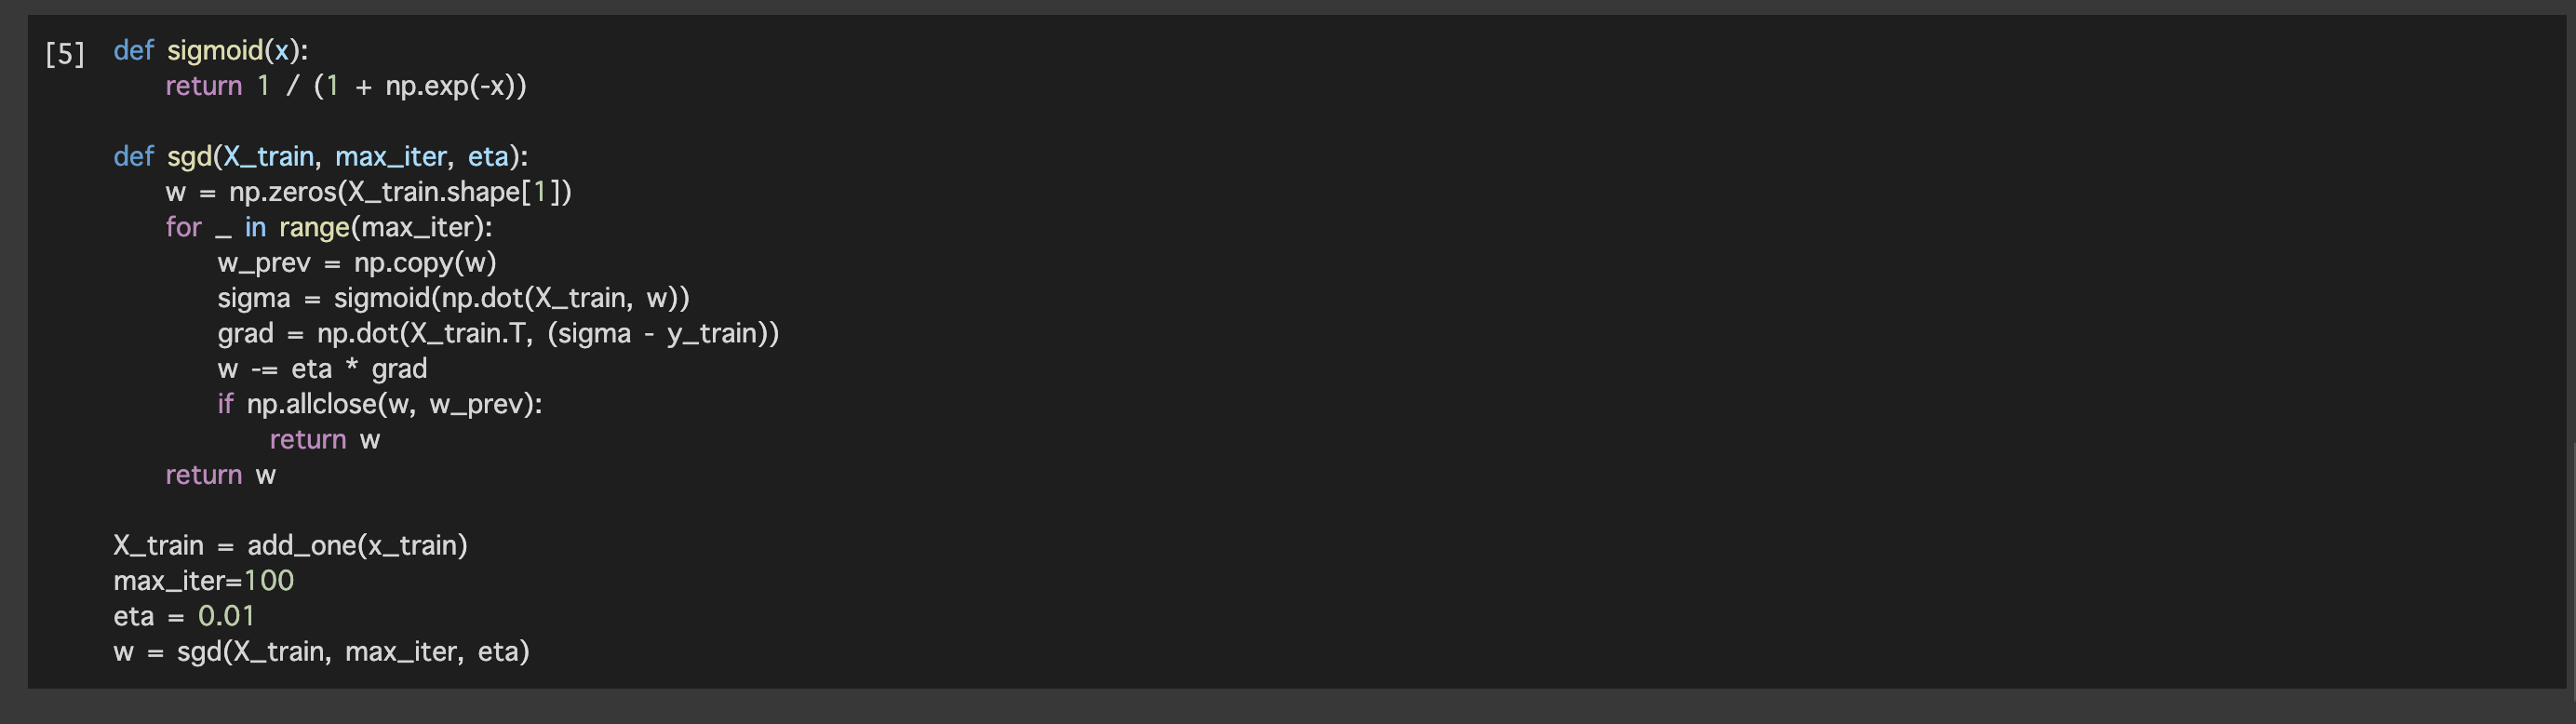 [5] def sigmoid(x):
    return 1 / (1 + np.exp(-x))

def sgd(X_train, max_iter, eta):
    w = np.zeros(X_train.shape[1])
    for _ in range(max_iter):
        w_prev = np.copy(w)
        sigma = sigmoid(np.dot(X_train, w))
        grad = np.dot(X_train.T, (sigma - y_train))
        w -= eta * grad
        if np.allclose(w, w_prev):
            return w
    return w

X_train = add_one(x_train)
max_iter=100
eta = 0.01
w = sgd(X_train, max_iter, eta)